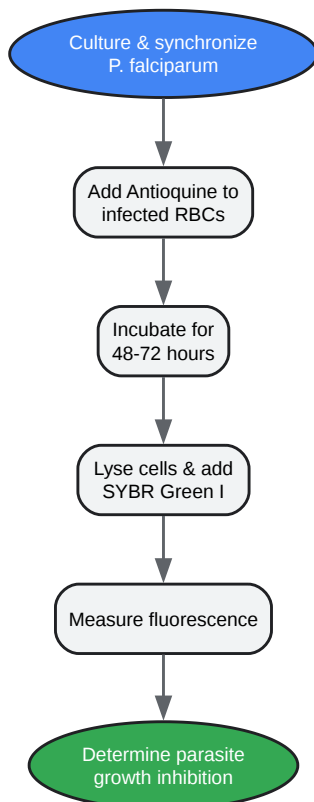 Culture & synchronize
P. falciparum
Add Antioquine to
infected RBCs
Incubate for
48-72 hours
Lyse cells & add
SYBR Green I
Measure fluorescence
Determine parasite
growth inhibition